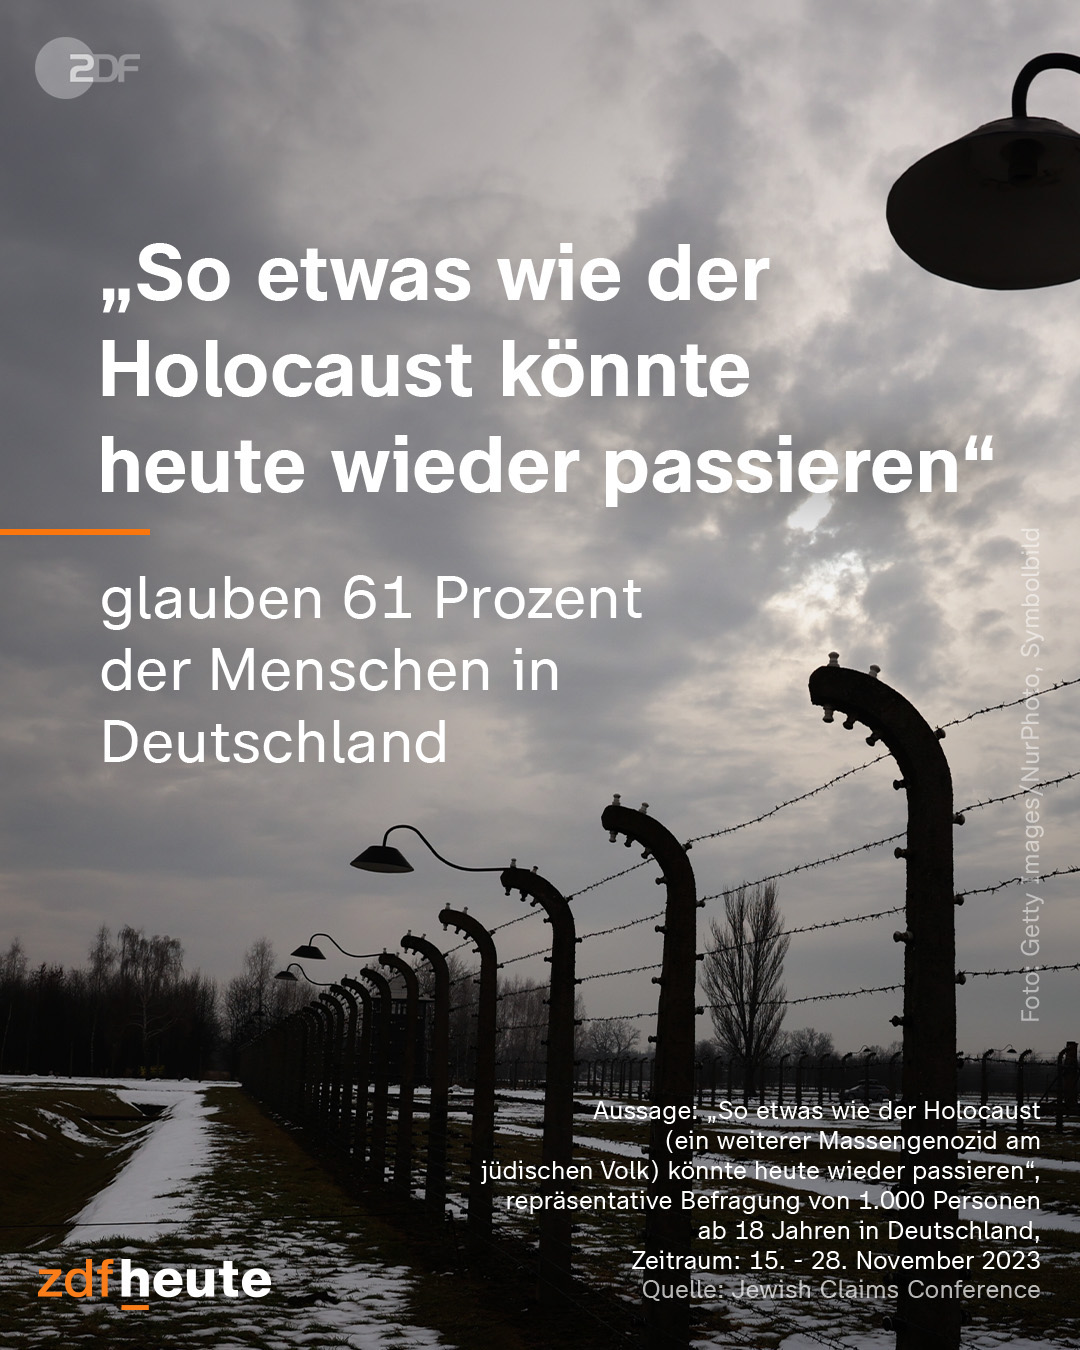 ZDF
„So etwas wie der
Holocaust könnte
heute wieder passieren“
glauben 61 Prozent
der Menschen in
Deutschland
Foto: Getty Images/NurPhoto, Symbolbild
Aussage: „So etwas wie der Holocaust
(ein weiterer Massengenozid am
jüdischen Volk) könnte heute wieder passieren“,
repräsentative Befragung von 1.000 Personen
ab 18 Jahren in Deutschland,
Zeitraum: 15. - 28. November 2023
Quelle: Jewish Claims Conference
zdfheute